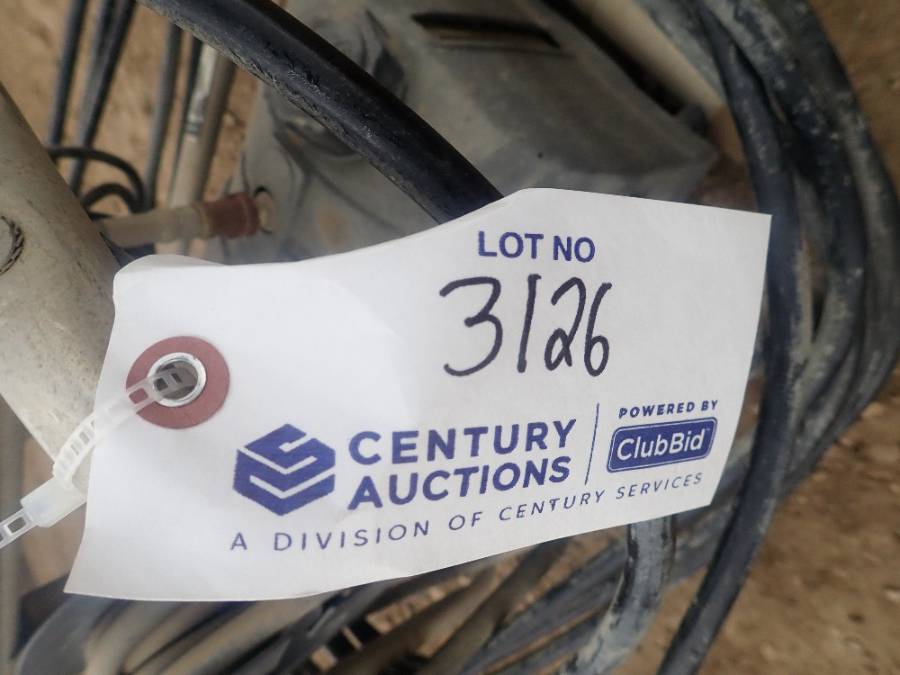 LOT NO
3126
CENTURY
AUCTIONS
POWERED BY
ClubBid
A DIVISION OF CENTURY SERVICES